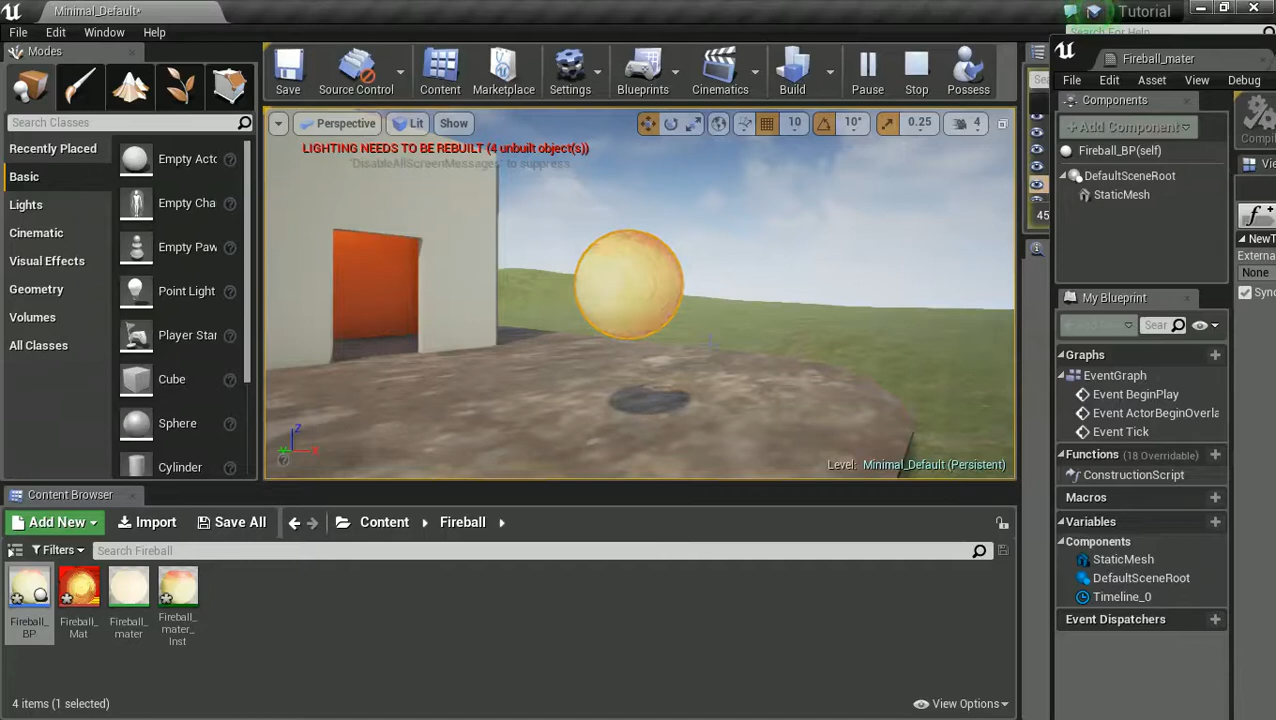 Minimal_Default*
Tutorial
File Edit Window Help
Search For Help
Modes
Search Classes
Recently Placed
Basic
Lights
Cinematic
Visual Effects
Geometry
Volumes
All Classes
Empty Acto
Empty Cha
Empty Paw
Point Light
Player Star
Cube
Sphere
Cylinder
Save
Source Control
Content
Marketplace
Settings
Blueprints
Cinematics
Build
Pause
Stop
Possess
Perspective
Lit
Show
10
10°
0.25
4
LIGHTING NEEDS TO BE REBUILT (4 unbuilt object(s))
'DisableAllScreenMessages' to suppress
Level: Minimal_Default (Persistent)
Content Browser
Add New
Import
Save All
Content
Fireball
Filters
Search Fireball
Fireball_
BP
Fireball_
Mat
Fireball_
mater
Fireball_
mater_
Inst
4 items (1 selected)
View Options
Sea
45
Fireball_mater
File Edit Asset View Debug
Components
Add Component
Compil
Fireball_BP(self)
Vie
DefaultSceneRoot
StaticMesh
NewT
Externa
None
Sync
My Blueprint
Sear
Graphs
EventGraph
Event BeginPlay
Event ActorBeginOverla
Event Tick
Functions (18 Overridable)
ConstructionScript
Macros
Variables
Components
StaticMesh
DefaultSceneRoot
Timeline_0
Event Dispatchers